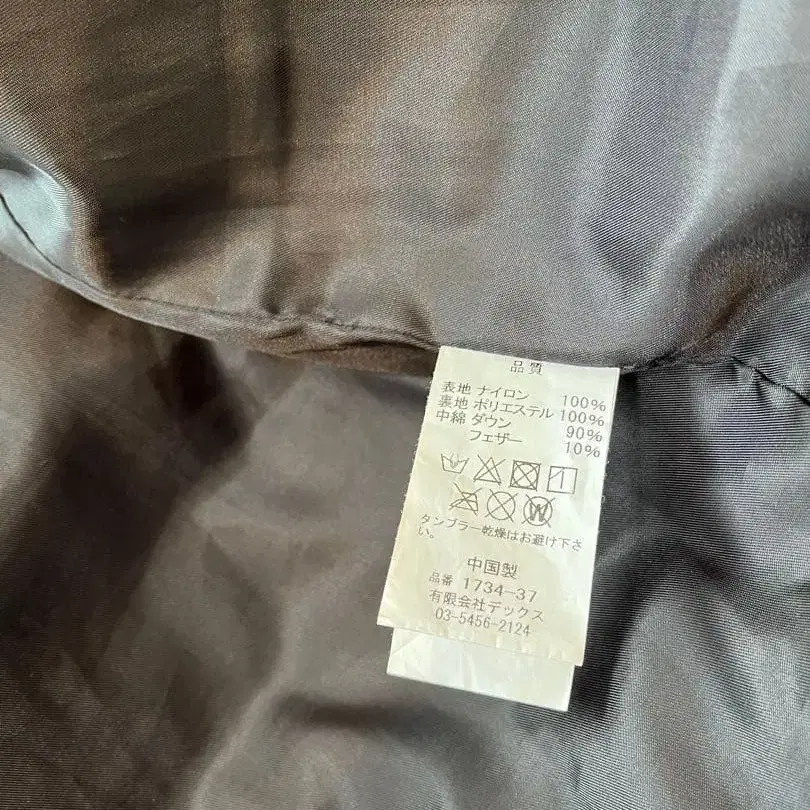 品質
表地 ナイロン 100%
裏地 ポリエステル 100%
中綿 ダウン 90%
フェザー 10%
W
タンブラー乾燥はお避け下さ
い。
中国製
品番 1734-37
有限会社デックス
03-5456-2124